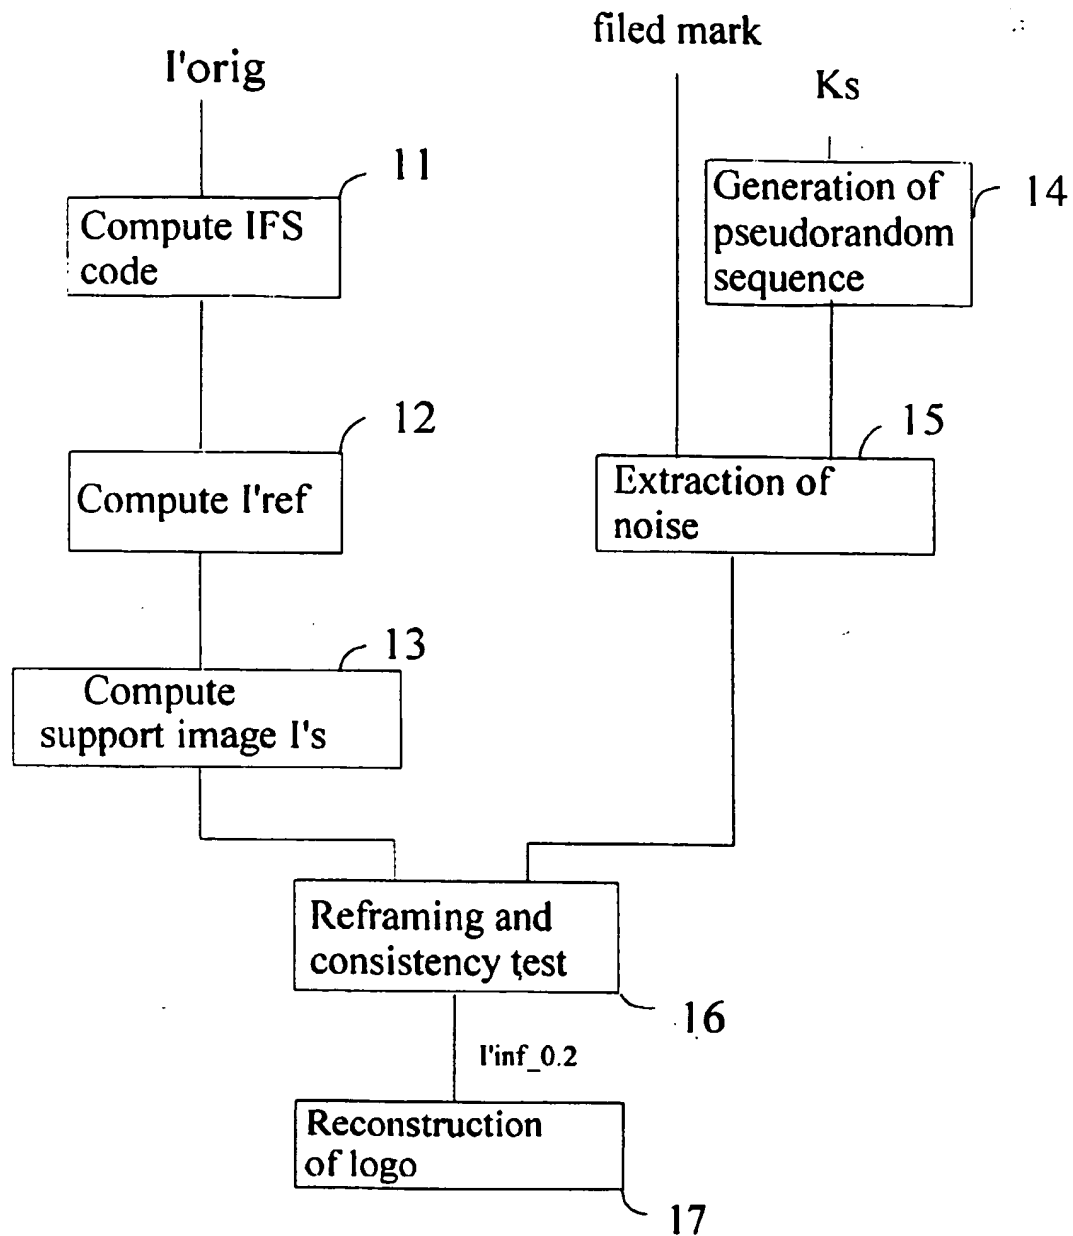 filed mark
I'orig
Ks
11
Compute IFS
code
Generation of
pseudorandom
sequence
14
12
Compute I'ref
15
Extraction of
noise
13
Compute
support image I's
Reframing and
consistency test
16
I'inf_0.2
Reconstruction
of logo
17